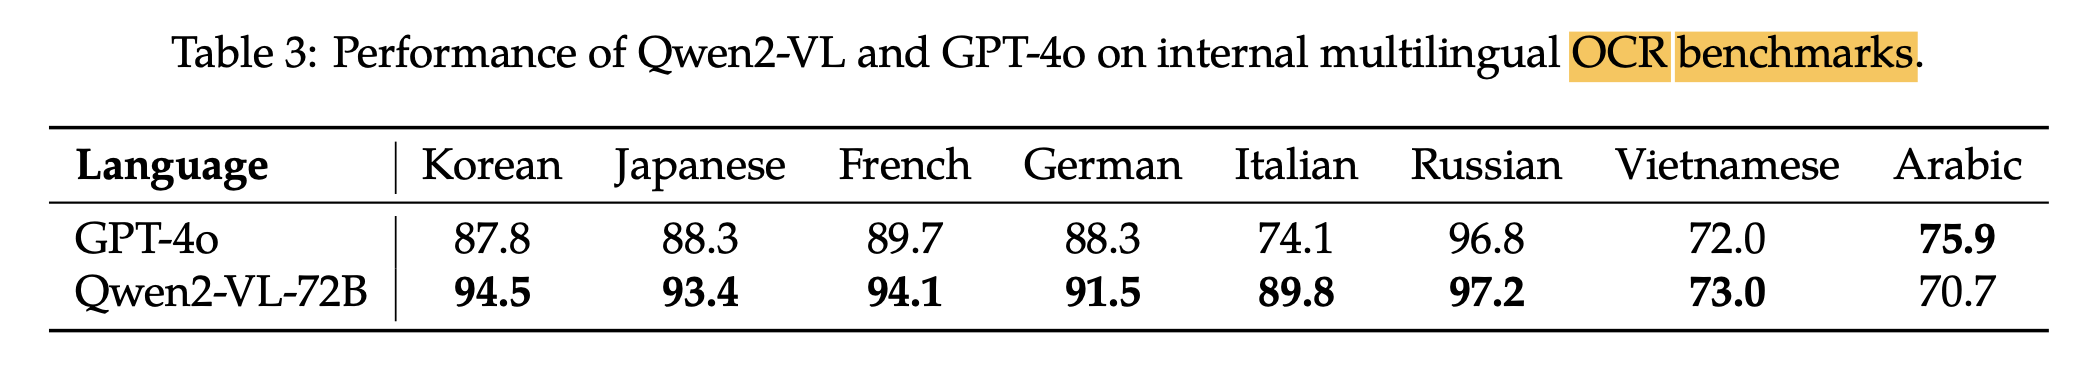 Table 3: Performance of Qwen2-VL and GPT-4o on internal multilingual OCR benchmarks.
Language Korean Japanese French German Italian Russian Vietnamese Arabic
GPT-4o 87.8 88.3 89.7 88.3 74.1 96.8 72.0 75.9
Qwen2-VL-72B 94.5 93.4 94.1 91.5 89.8 97.2 73.0 70.7